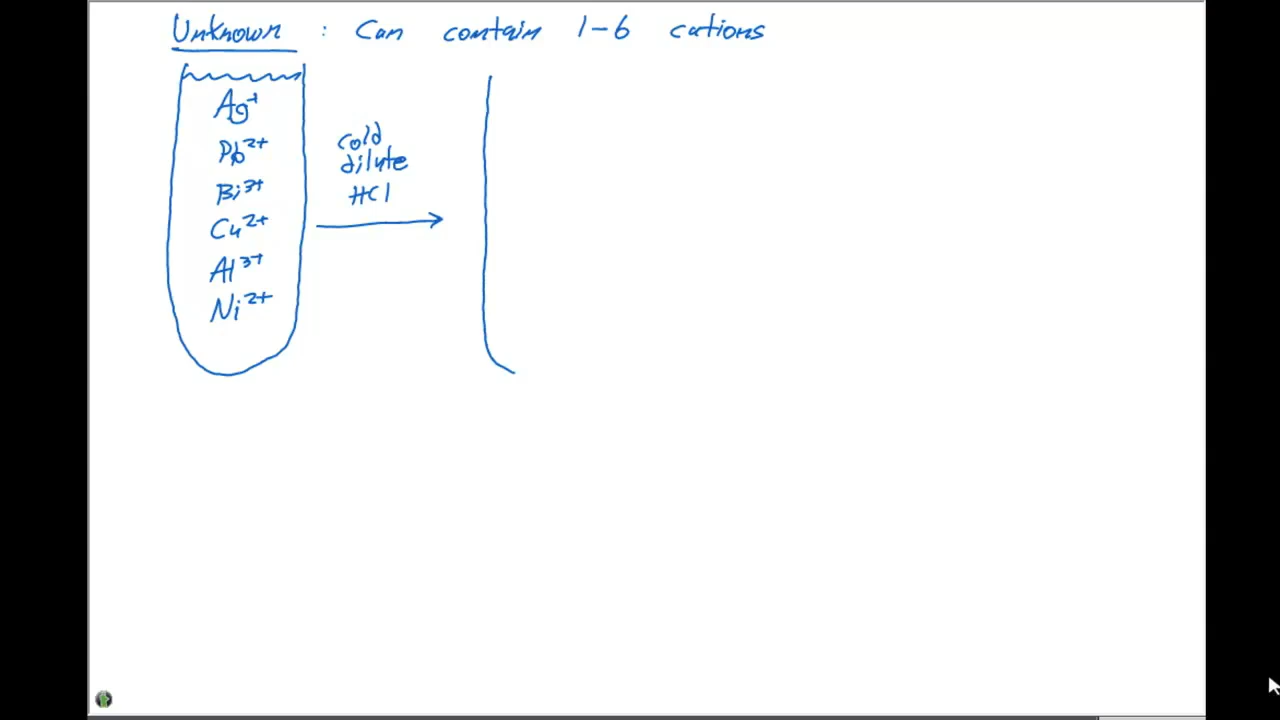 Unknown : Can contain 1-6 cations
Ag+
Pb2+
Bi3+
Cu2+
Al3+
Ni2+
cold
dilute
HCl